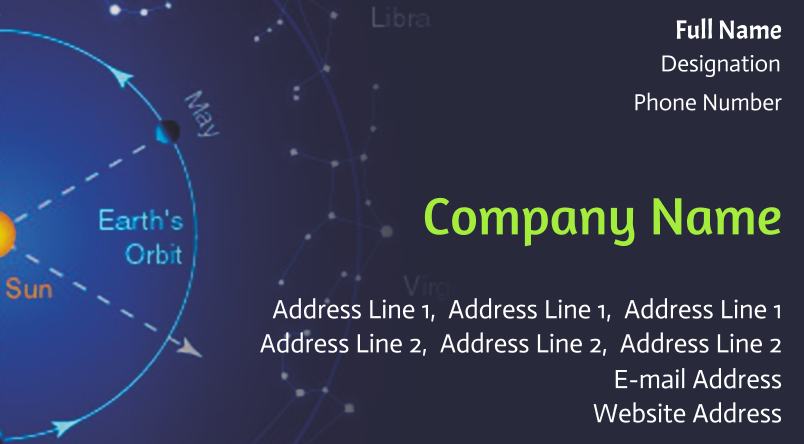 Libra
Full Name
Designation
Phone Number
May
Company Name
Earth's
Orbit
Sun
Address Line 1, Address Line 1, Address Line 1
Address Line 2, Address Line 2, Address Line 2
E-mail Address
Website Address